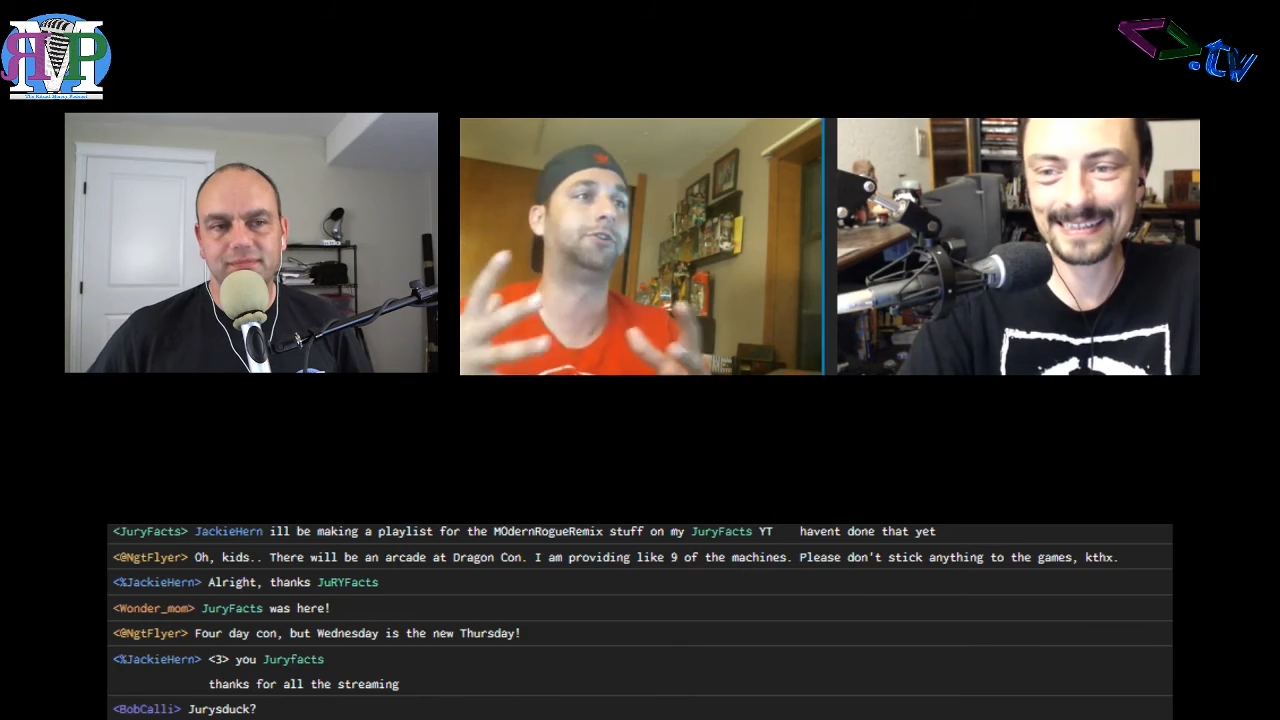 RMP
.tv
<JuryFacts> JackieHern ill be making a playlist for the MOdernRogueRemix stuff on my JuryFacts YT havent done that yet
<@NgtFlyer> Oh, kids.. There will be an arcade at Dragon Con. I am providing like 9 of the machines. Please don't stick anything to the games, kthx.
<%JackieHern> Alright, thanks JuRYFacts
<Wonder_mom> JuryFacts was here!
<@NgtFlyer> Four day con, but Wednesday is the new Thursday!
<%JackieHern> <3> you Juryfacts
thanks for all the streaming
<BobCalli> Jurysduck?